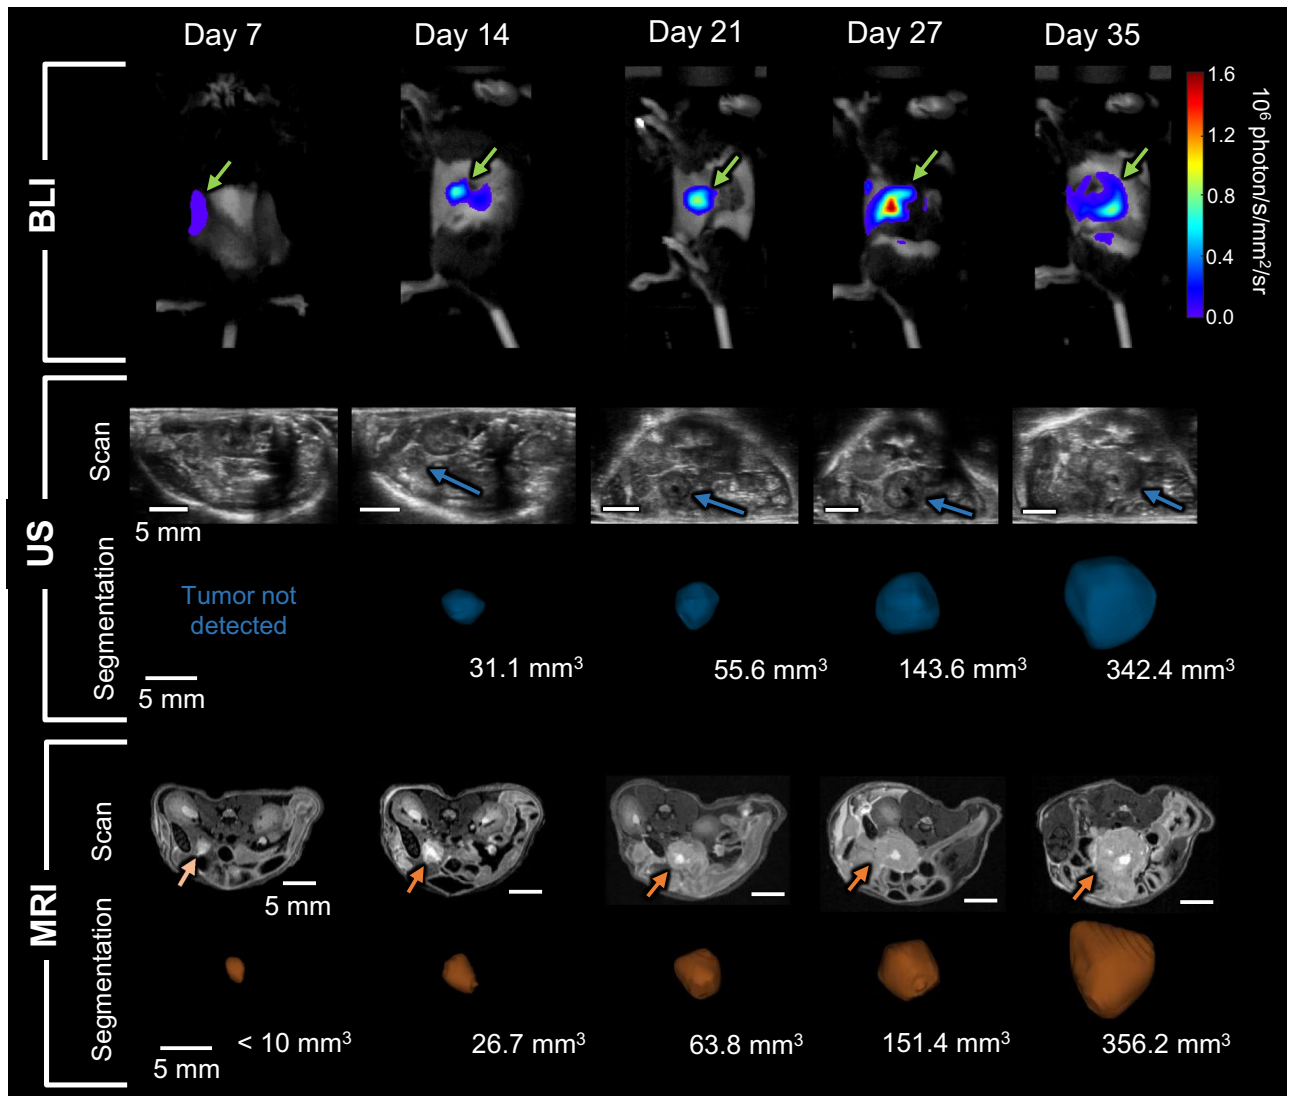 Day 7
Day 14
Day 21
Day 27
Day 35
BLI
1.6
1.2
0.8
0.4
0.0
10⁶ photon/s/mm²/sr
US
Scan
5 mm
Segmentation
Tumor not
detected
5 mm
31.1 mm³
55.6 mm³
143.6 mm³
342.4 mm³
MRI
Scan
5 mm
Segmentation
5 mm
< 10 mm³
26.7 mm³
63.8 mm³
151.4 mm³
356.2 mm³